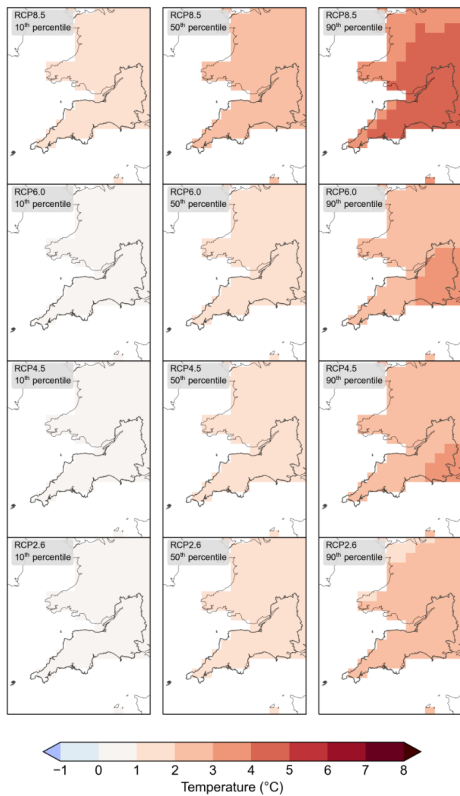 RCP8.5
10th percentile
RCP8.5
50th percentile
RCP8.5
90th percentile
RCP6.0
10th percentile
RCP6.0
50th percentile
RCP6.0
90th percentile
RCP4.5
10th percentile
RCP4.5
50th percentile
RCP4.5
90th percentile
RCP2.6
10th percentile
RCP2.6
50th percentile
RCP2.6
90th percentile
−1 0 1 2 3 4 5 6 7 8
Temperature (°C)